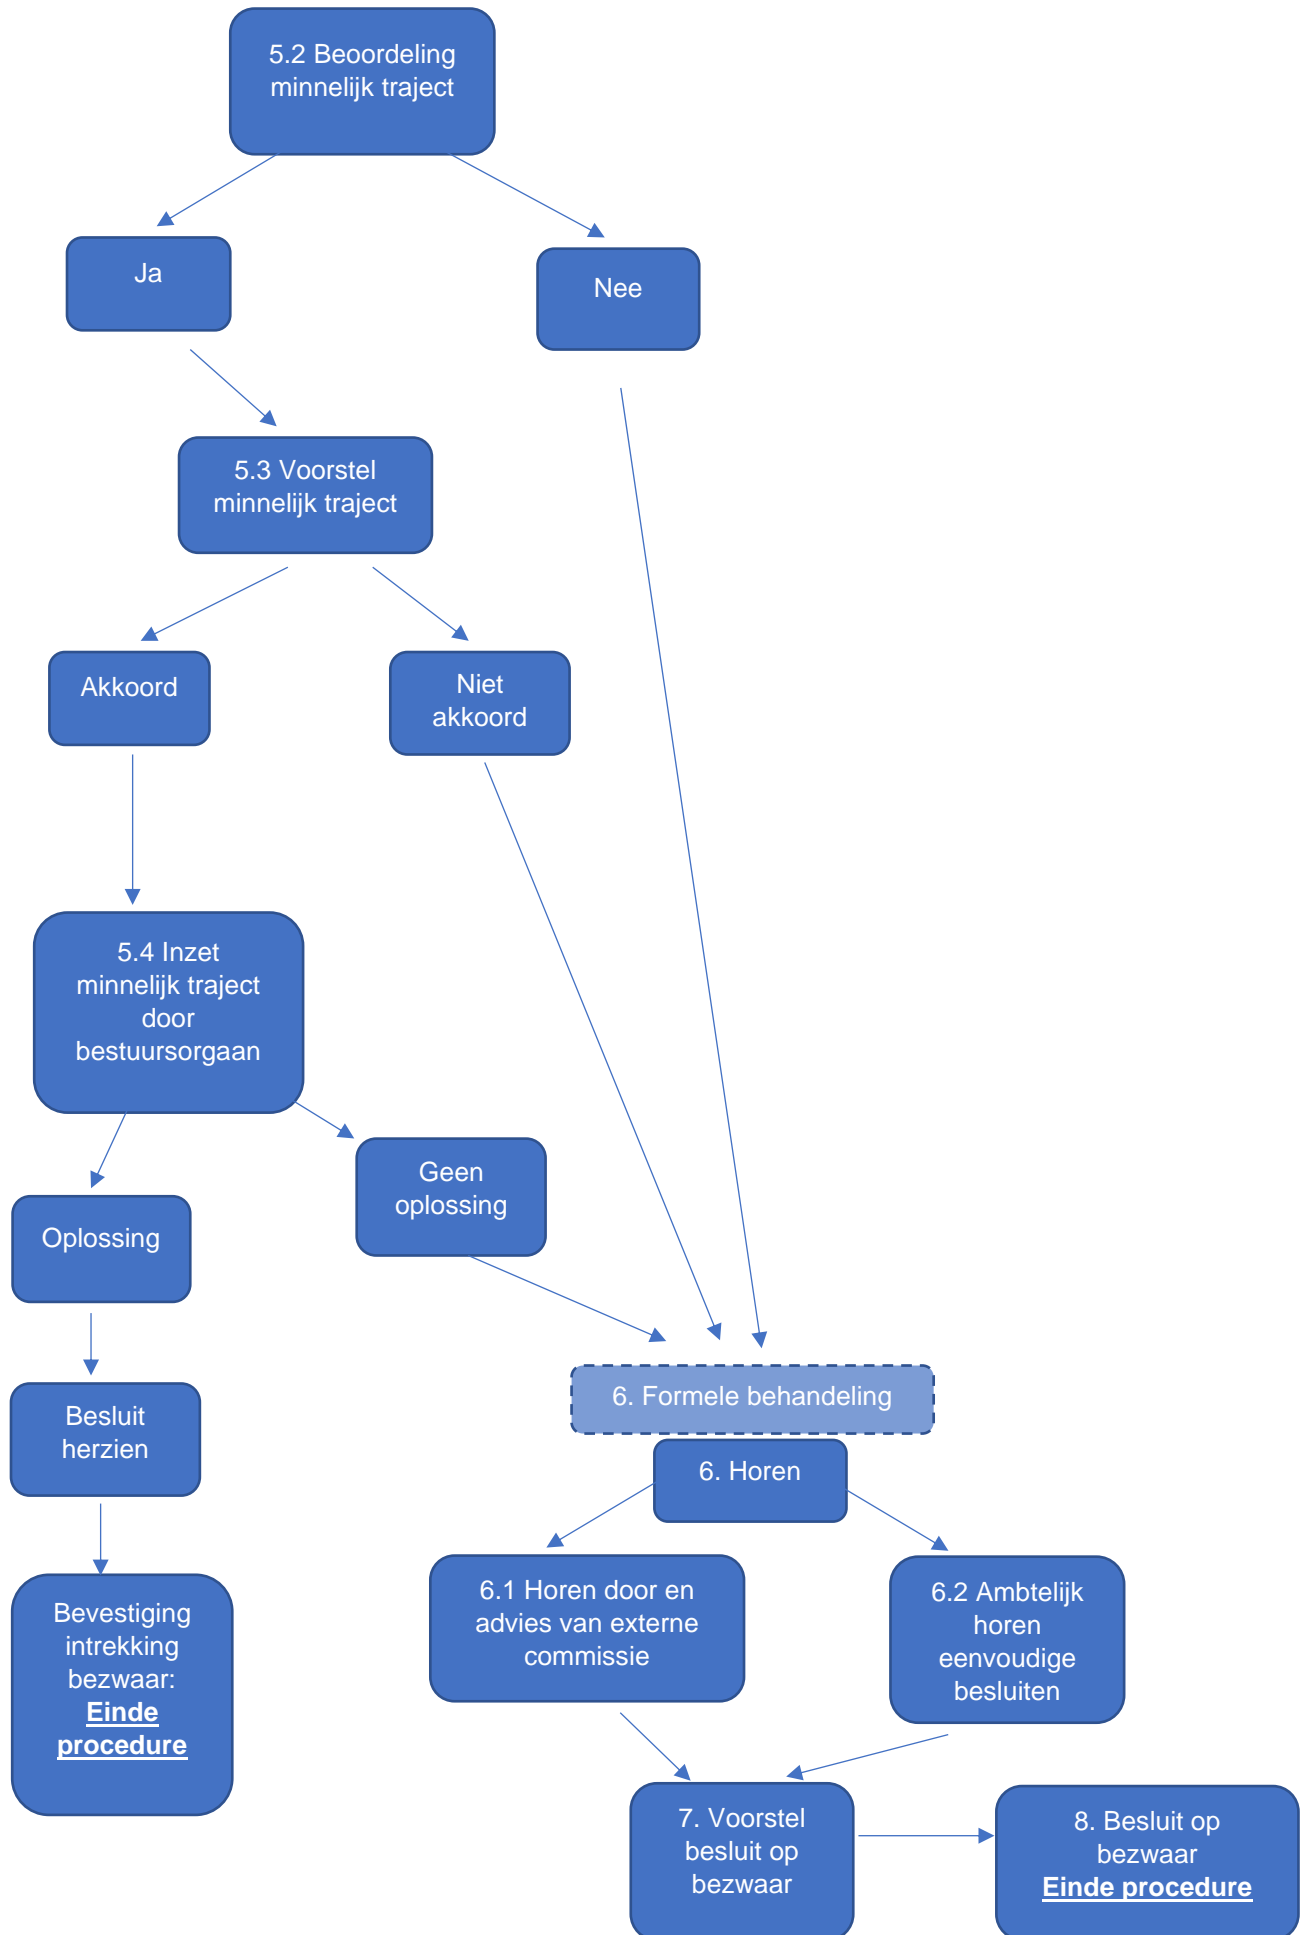 5.2 Beoordeling
minnelijk traject
Ja
Nee
5.3 Voorstel
minnelijk traject
Akkoord
Niet
akkoord
5.4 Inzet
minnelijk traject
door
bestuursorgaan
Geen
oplossing
Oplossing
6. Formele behandeling
Besluit
herzien
6. Horen
6.1 Horen door en
advies van externe
commissie
6.2 Ambtelijk
horen
eenvoudige
besluiten
Bevestiging
intrekking
bezwaar:
Einde
procedure
7. Voorstel
besluit op
bezwaar
8. Besluit op
bezwaar
Einde procedure